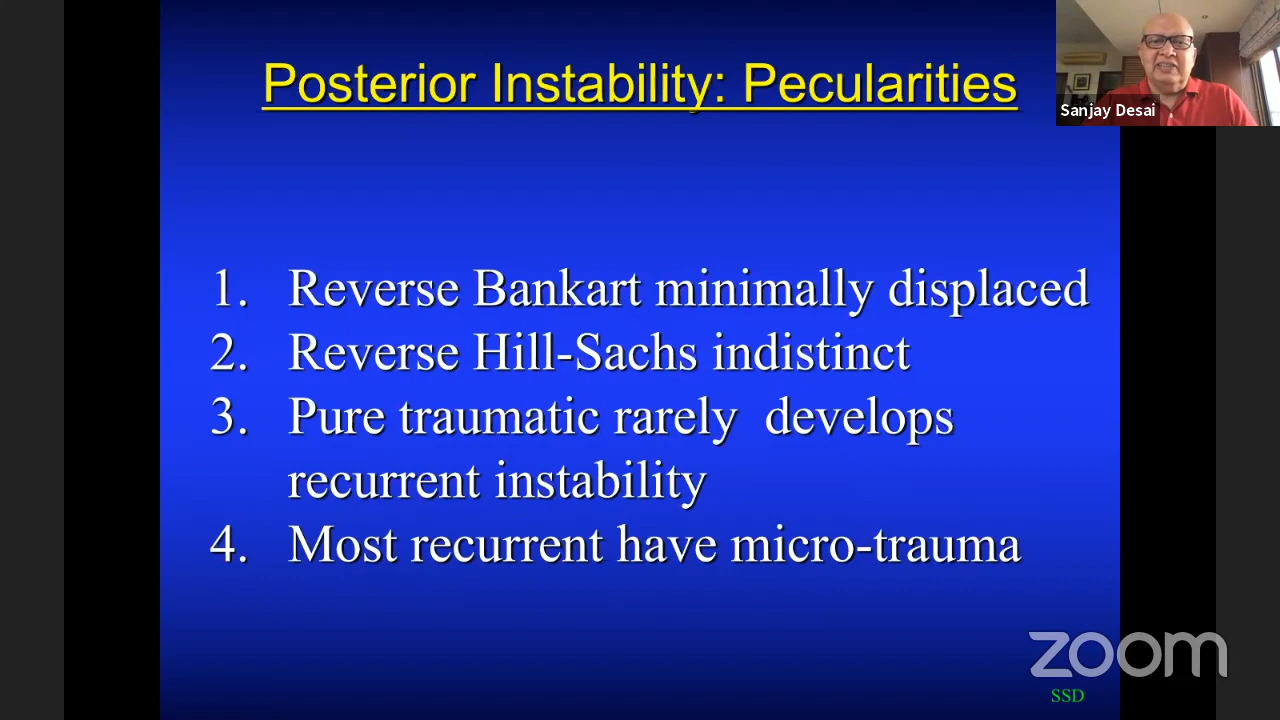 Posterior Instability: Pecularities
Sanjay Desai
1. Reverse Bankart minimally displaced
2. Reverse Hill-Sachs indistinct
3. Pure traumatic rarely develops
recurrent instability
4. Most recurrent have micro-trauma
zoom
SSD